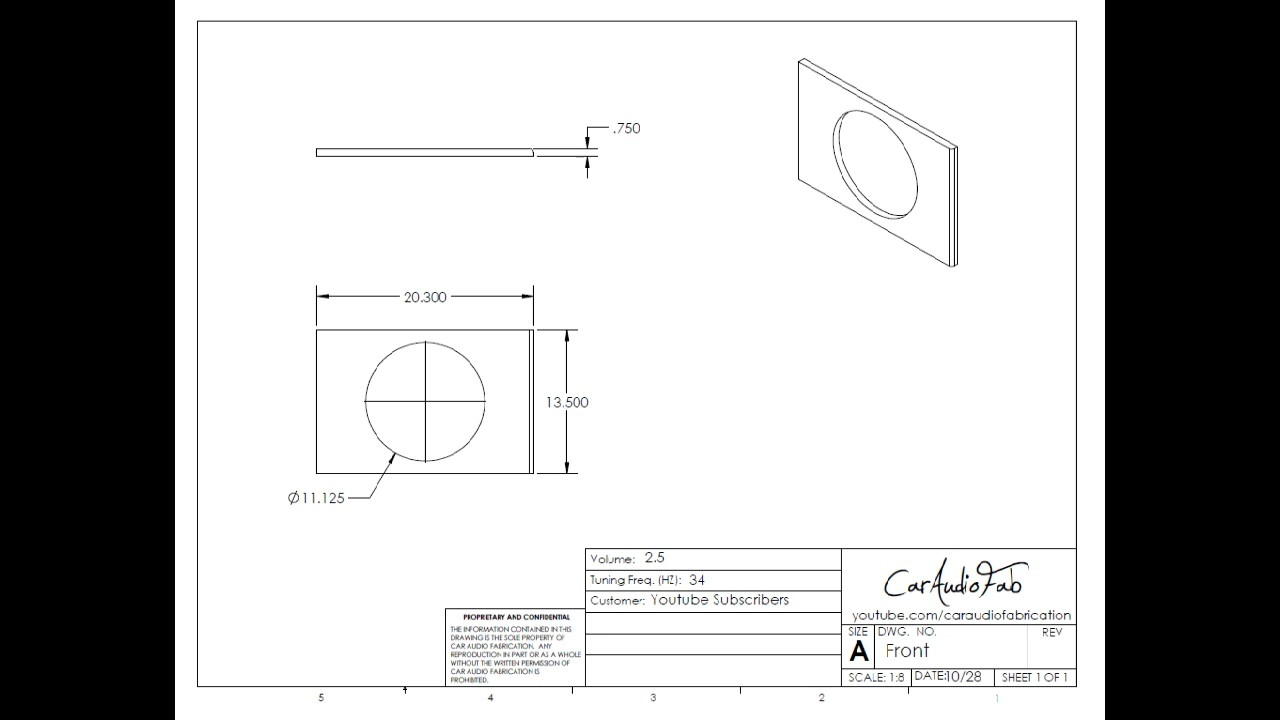 .750
20.300
13.500
Ø11.125
Volume: 2.5
Tuning Freq. (HZ): 34
Customer: Youtube Subscribers
CarAudioFab
youtube.com/caraudiofabrication
PROPRETARY AND CONFIDENTIAL
THE INFORMATION CONTAINED IN THIS
DRAWING IS THE SOLE PROPERTY OF
CAR AUDIO FABRICATION. ANY
REPRODUCTION IN PART OR AS A WHOLE
WITHOUT THE WRITTEN PERMISSION OF
CAR AUDIO FABRICATION IS
PROHIBITED.
SIZE DWG. NO. REV
A Front
SCALE: 1:8 DATE:10/28 SHEET 1 OF 1
5 4 3 2 1